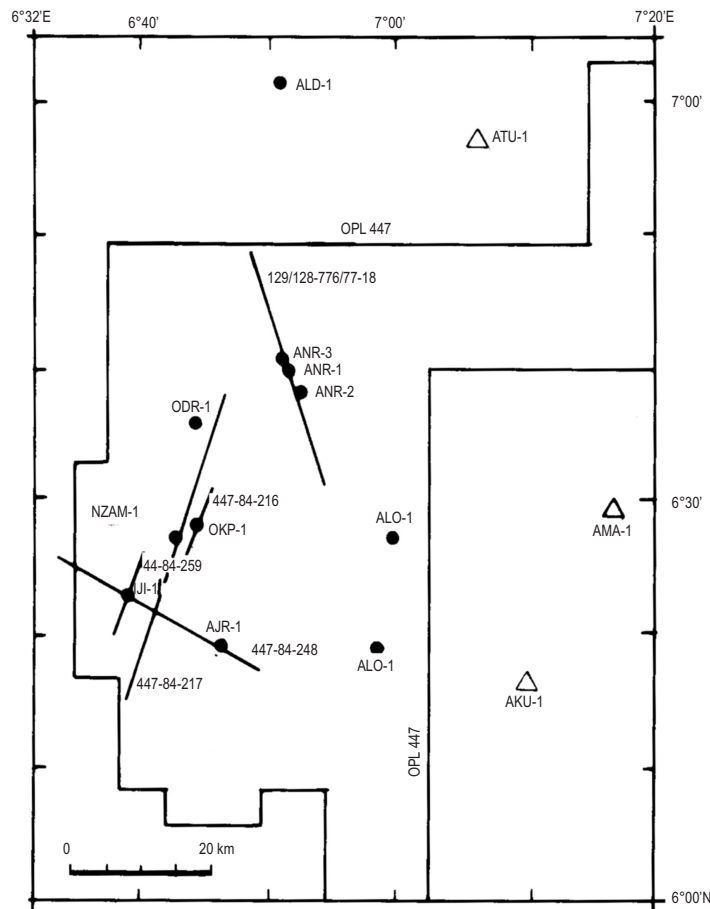 6°32'E
6°40'
7°00'
7°20'E
ALD-1
7°00'
ATU-1
OPL 447
129/128-776/77-18
ANR-3
ANR-1
ANR-2
ODR-1
447-84-216
6°30'
NZAM-1
OKP-1
ALO-1
AMA-1
44-84-259
IJI-1
AJR-1
447-84-248
ALO-1
447-84-217
AKU-1
OPL 447
0 20 km
6°00'N